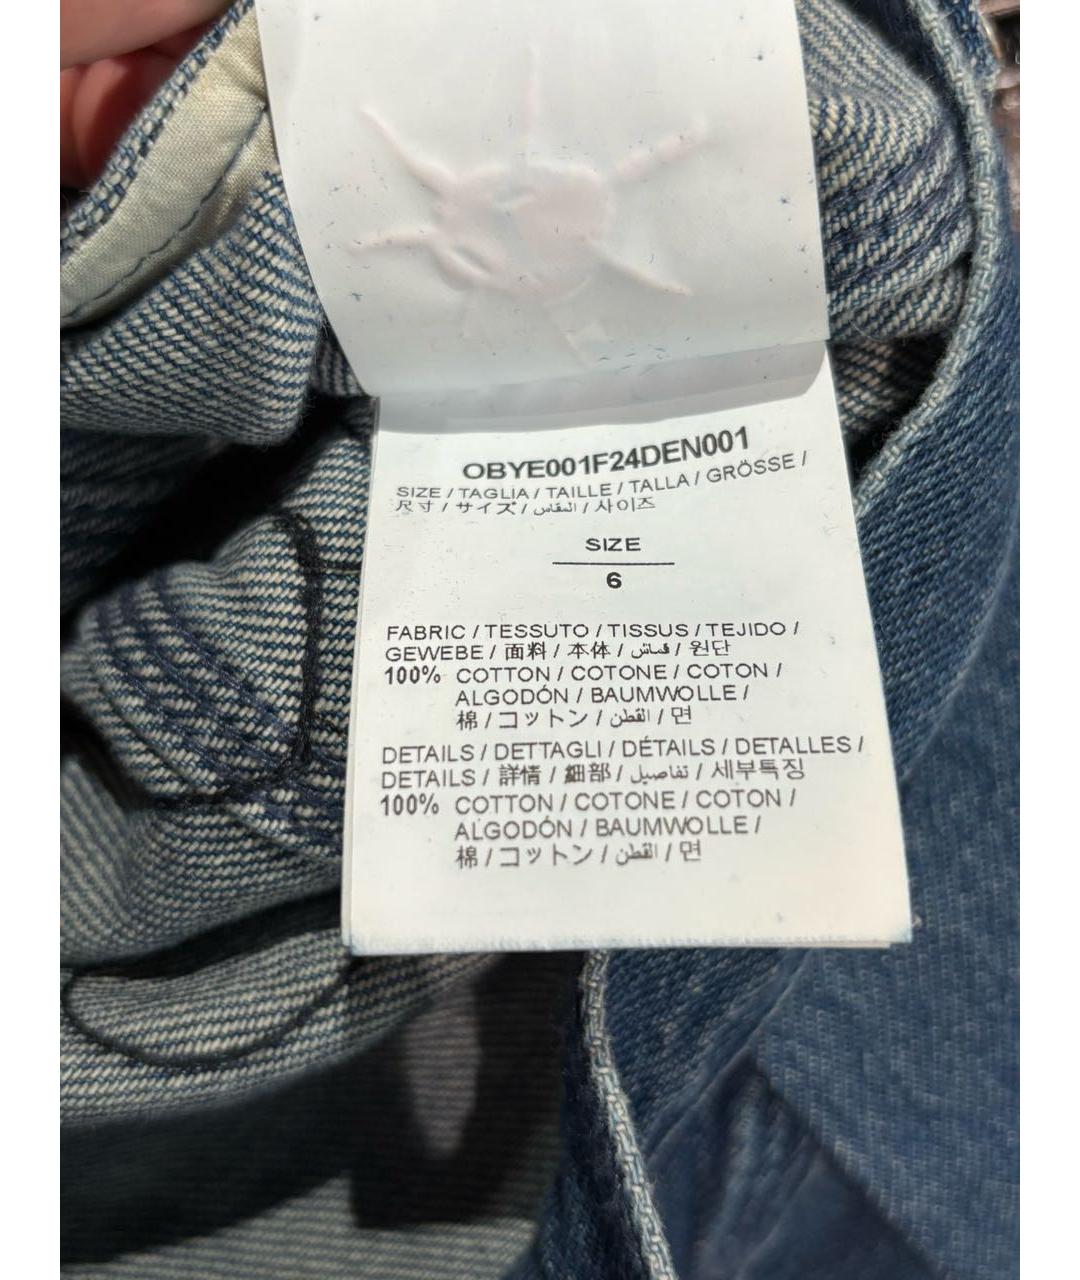 OBYE001F24DEN001
SIZE / TAGLIA / TAILLE / TALLA / GRÖSSE /
尺寸 / サイズ / المقاس / 사이즈
SIZE
6
FABRIC / TESSUTO / TISSUS / TEJIDO /
GEWEBE / 面料 / 本体 / قماش / 원단
100% COTTON / COTONE / COTON /
ALGODÓN / BAUMWOLLE /
棉 / コットン / القطن / 면
DETAILS / DETTAGLI / DÉTAILS / DETALLES /
DETAILS / 詳情 / 細部 / تفاصيل / 세부특징
100% COTTON / COTONE / COTON /
ALGODÓN / BAUMWOLLE /
棉 / コットン / القطن / 면